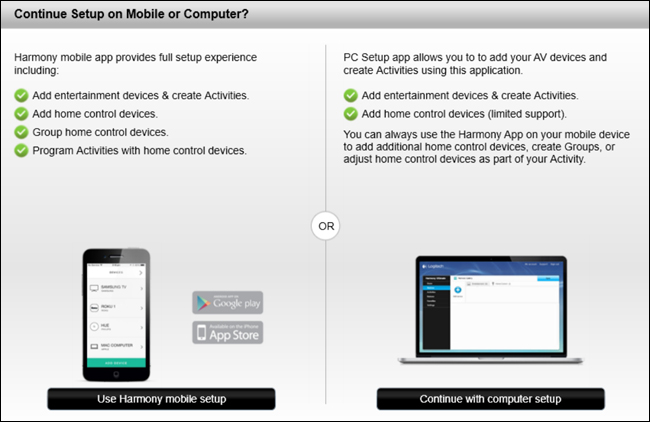 Continue Setup on Mobile or Computer?
Harmony mobile app provides full setup experience
including:
Add entertainment devices & create Activities.
Add home control devices.
Group home control devices.
Program Activities with home control devices.
PC Setup app allows you to to add your AV devices and
create Activities using this application.
Add entertainment devices & create Activities.
Add home control devices (limited support).
You can always use the Harmony App on your mobile device
to add additional home control devices, create Groups, or
adjust home control devices as part of your Activity.
OR
DEVICES
SAMSUNG TV
ROKU 1
HUE
MAC COMPUTER
ADD DEVICE
Google play
Available on the iPhone
App Store
Logitech
Use Harmony mobile setup
Continue with computer setup